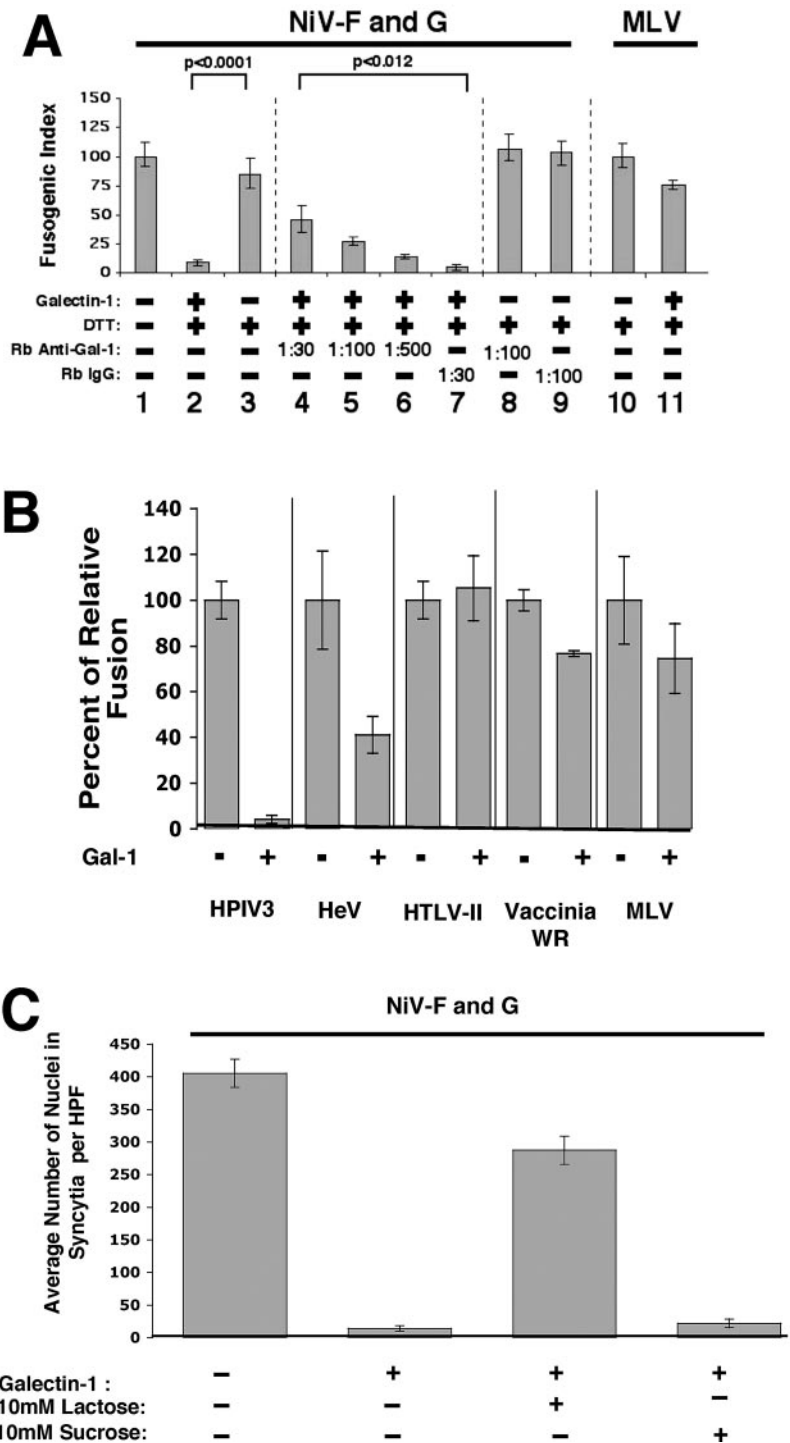 A
NiV-F and G MLV
p<0.0001 p<0.012
Fusogenic Index
150
125
100
75
50
25
0
Galectin-1: - + - + + + + - - - +
DTT: - + + + + + + + + + +
Rb Anti-Gal-1: - - - 1:30 1:100 1:500 - 1:100 - - -
Rb IgG: - - - - - - 1:30 - 1:100 - -
1 2 3 4 5 6 7 8 9 10 11
B
Percent of Relative
Fusion
140
120
100
80
60
40
20
0
Gal-1 - + - + - + - + - +
HPIV3 HeV HTLV-II Vaccinia MLV
WR
C
NiV-F and G
Average Number of Nuclei in
Syncytia per HPF
450
400
350
300
250
200
150
100
50
0
Galectin-1 : - + + +
10mM Lactose: - - + -
10mM Sucrose: - - - +